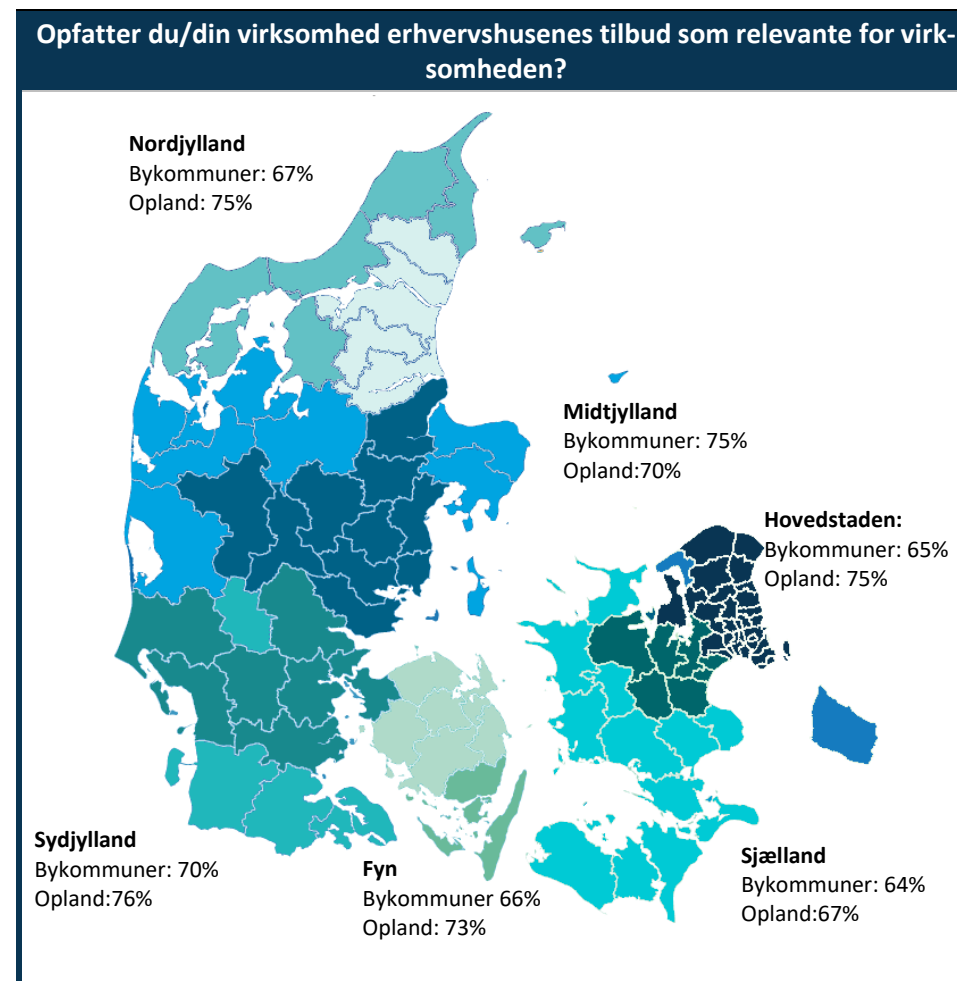 Opfatter du/din virksomhed erhvervshusenes tilbud som relevante for virk-
somheden?
Nordjylland
Bykommuner: 67%
Opland: 75%
Midtjylland
Bykommuner: 75%
Opland:70%
Hovedstaden:
Bykommuner: 65%
Opland: 75%
Sydjylland
Bykommuner: 70%
Opland:76%
Fyn
Bykommuner 66%
Opland: 73%
Sjælland
Bykommuner: 64%
Opland:67%